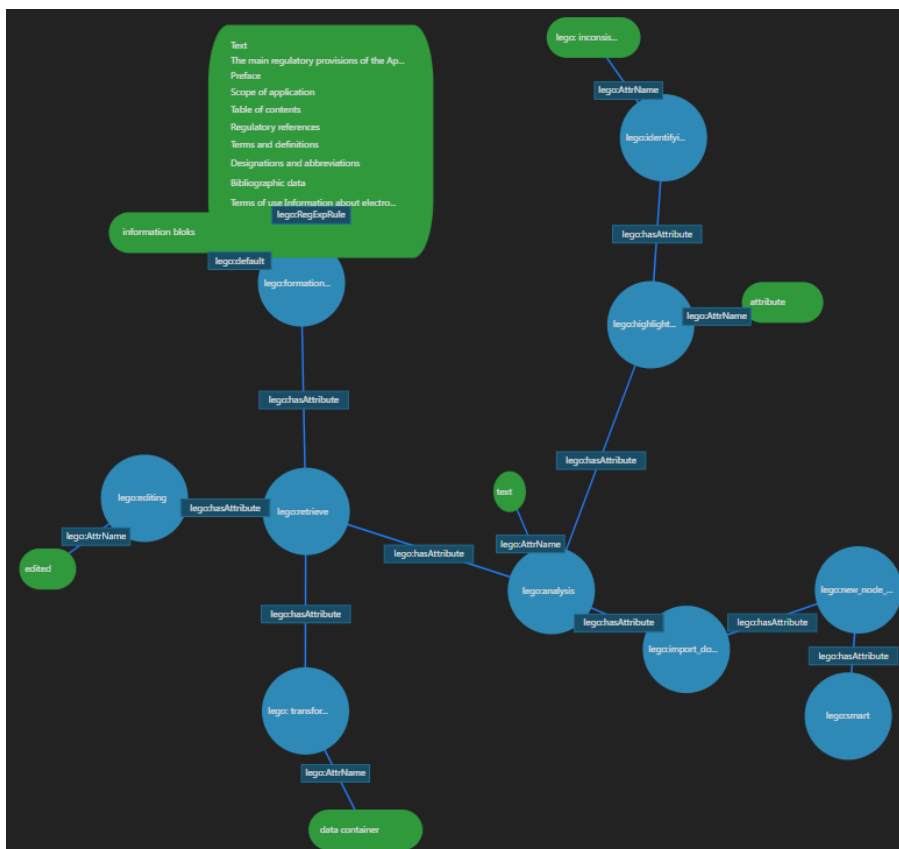 Text
The main regulatory provisions of the Ap...
Preface
Scope of application
Table of contents
Regulatory references
Terms and definitions
Designations and abbreviations
Bibliographic data
Terms of use Information about electro...
lego:RegExpRule
information bloks
lego:default
lego:formation...
lego:hasAttribute
lego:editing
lego:hasAttribute
lego:retrieve
lego:AttrName
edited
lego:hasAttribute
lego:hasAttribute
lego: transfor...
lego:AttrName
data container
lego: inconsis...
lego:AttrName
lego:identifyi...
lego:hasAttribute
lego:highlight...
lego:AttrName
attribute
lego:hasAttribute
text
lego:AttrName
lego:analysis
lego:hasAttribute
lego:import_do...
lego:hasAttribute
lego:new_node_...
lego:hasAttribute
lego:smart